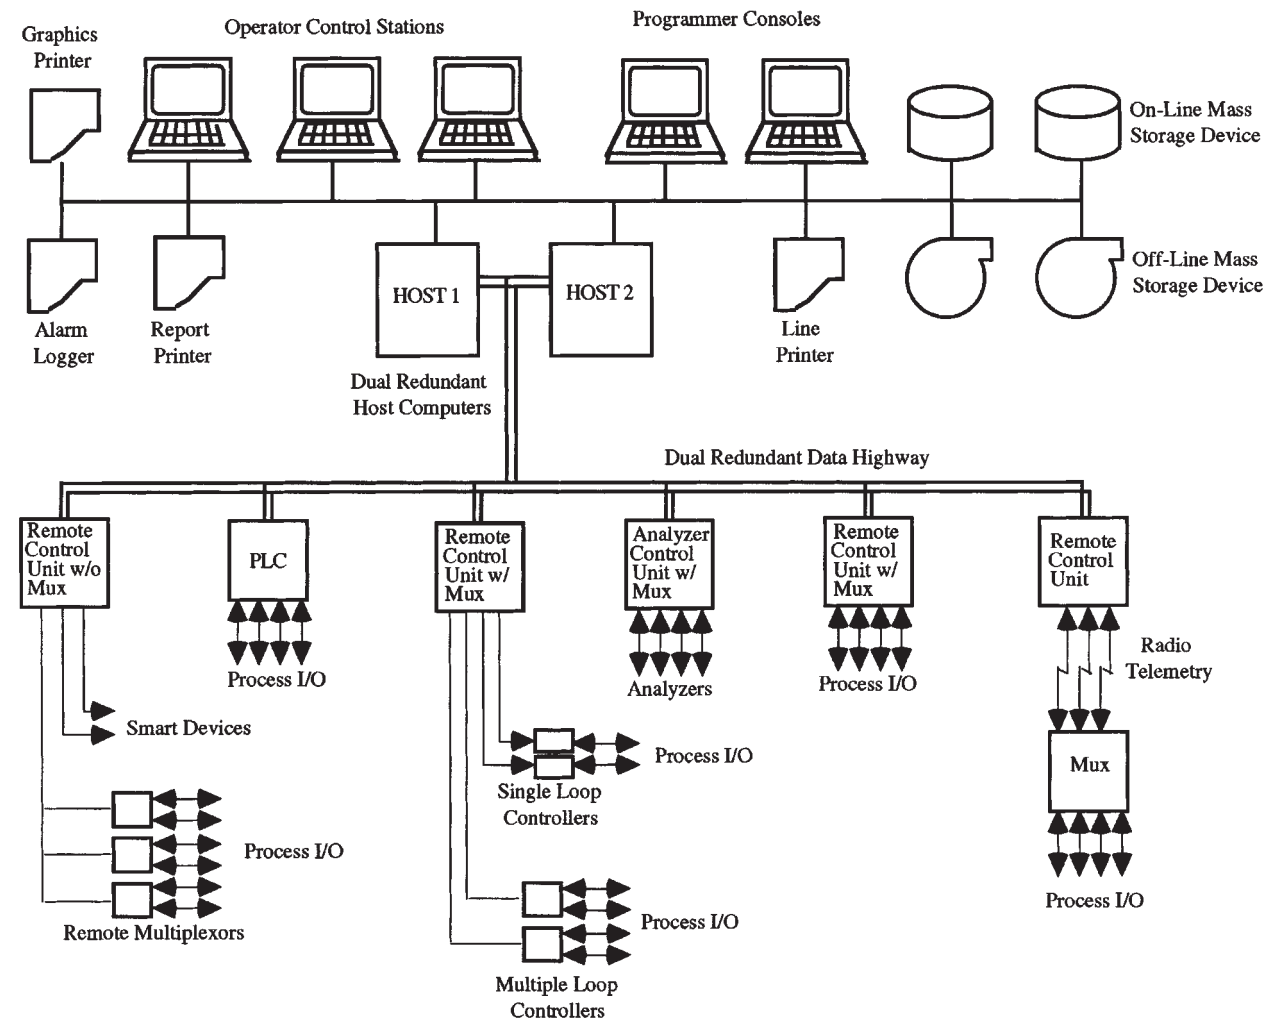 Graphics
Printer
Operator Control Stations
Programmer Consoles
On-Line Mass
Storage Device
Alarm
Logger
Report
Printer
HOST 1
HOST 2
Line
Printer
Off-Line Mass
Storage Device
Dual Redundant
Host Computers
Dual Redundant Data Highway
Remote
Control
Unit w/o
Mux
PLC
Remote
Control
Unit w/
Mux
Analyzer
Control
Unit w/
Mux
Remote
Control
Unit w/
Mux
Remote
Control
Unit
Process I/O
Analyzers
Process I/O
Radio
Telemetry
Smart Devices
Process I/O
Single Loop
Controllers
Mux
Process I/O
Remote Multiplexors
Process I/O
Multiple Loop
Controllers
Process I/O